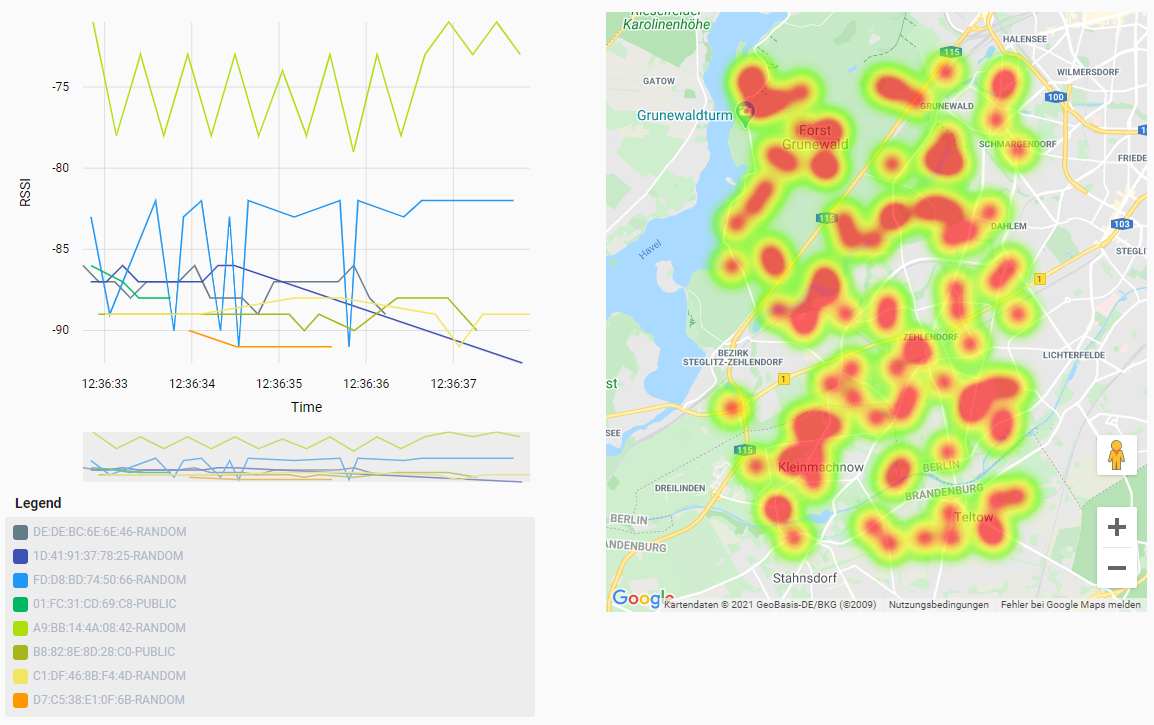 -75
-80
-85
-90
RSSI
12:36:33
12:36:34
12:36:35
12:36:36
12:36:37
Time
Legend
DE:DE:BC:6E:6E:46-RANDOM
1D:41:91:37:78:25-RANDOM
FD:D8:BD:74:50:66-RANDOM
01:FC:31:CD:69:C8-PUBLIC
A9:BB:14:4A:08:42-RANDOM
B8:82:8E:8D:28:C0-PUBLIC
C1:DF:46:8B:F4:4D-RANDOM
D7:C5:38:E1:0F:6B-RANDOM
Rieselfelder
Karolinenhöhe
HALENSEE
115
GATOW
WILMERSDORF
100
GRUNEWALD
Grunewaldturm
Forst
Grunewald
SCHMARGENDORF
FRIEDE
115
DAHLEM
103
Havel
STEGLI
1
ZEHLENDORF
BEZIRK
STEGLITZ-ZEHLENDORF
LICHTERFELDE
1
st
SEE
115
Kleinmachnow
BERLIN
BRANDENBURG
DREILINDEN
BERLIN
ANDENBURG
Teltow
Stahnsdorf
Google
Kartendaten © 2021 GeoBasis-DE/BKG (©2009)
Nutzungsbedingungen
Fehler bei Google Maps melden